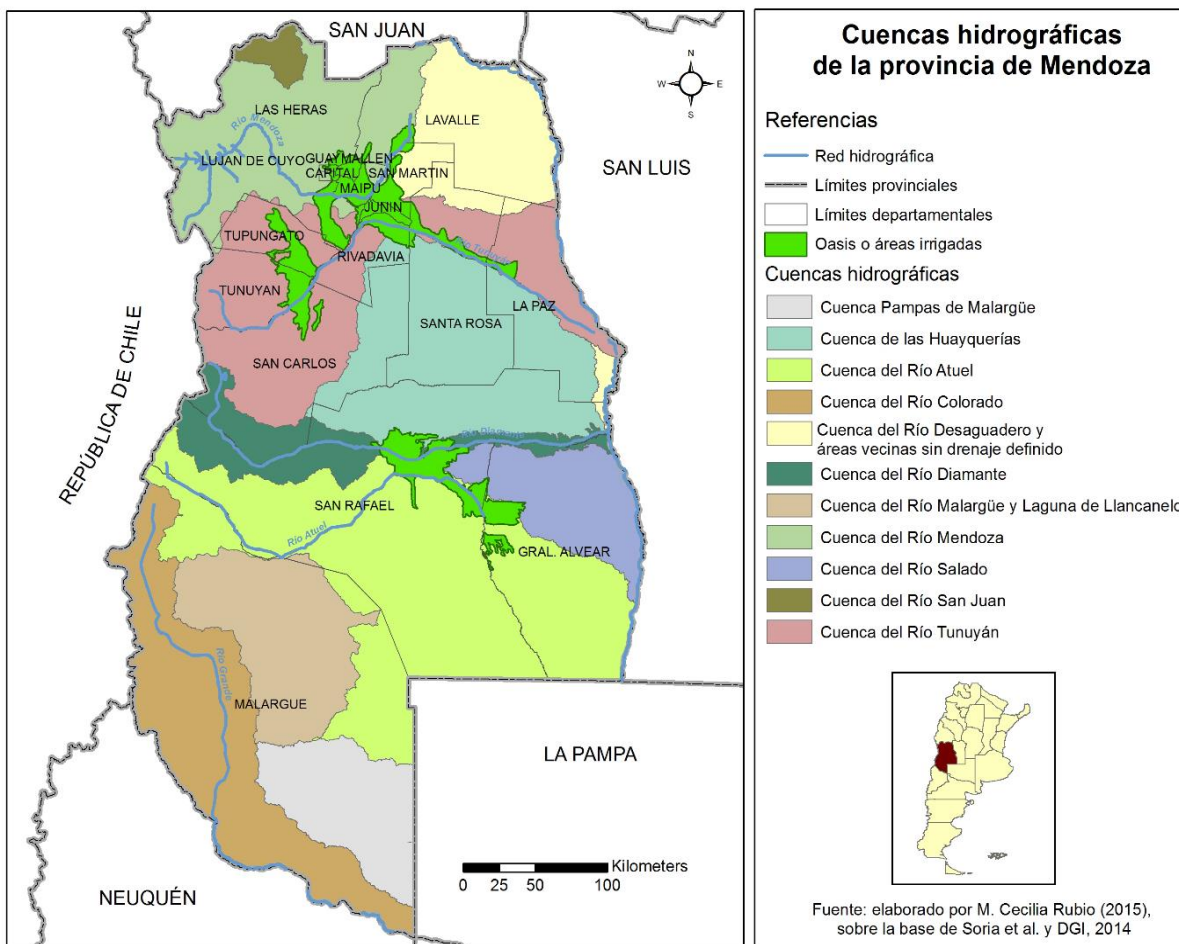 SAN JUAN
N
W E
S
LAS HERAS
LAVALLE
Río Mendoza
LUJAN DE CUYO
GUAYMALLEN
CAPITAL
SAN MARTIN
MAIPU
JUNIN
SAN LUIS
TUPUNGATO
RIVADAVIA
Río Tunuyán
TUNUYAN
LA PAZ
SANTA ROSA
SAN CARLOS
REPÚBLICA DE CHILE
Río Diamante
SAN RAFAEL
Río Atuel
GRAL. ALVEAR
Río Grande
MALARGUE
LA PAMPA
Kilometers
0 25 50 100
NEUQUÉN
Cuencas hidrográficas
de la provincia de Mendoza
Referencias
Red hidrográfica
Límites provinciales
Límites departamentales
Oasis o áreas irrigadas
Cuencas hidrográficas
Cuenca Pampas de Malargüe
Cuenca de las Huayquerías
Cuenca del Río Atuel
Cuenca del Río Colorado
Cuenca del Río Desaguadero y
áreas vecinas sin drenaje definido
Cuenca del Río Diamante
Cuenca del Río Malargüe y Laguna de Llancanelo
Cuenca del Río Mendoza
Cuenca del Río Salado
Cuenca del Río San Juan
Cuenca del Río Tunuyán
Fuente: elaborado por M. Cecilia Rubio (2015),
sobre la base de Soria et al. y DGI, 2014